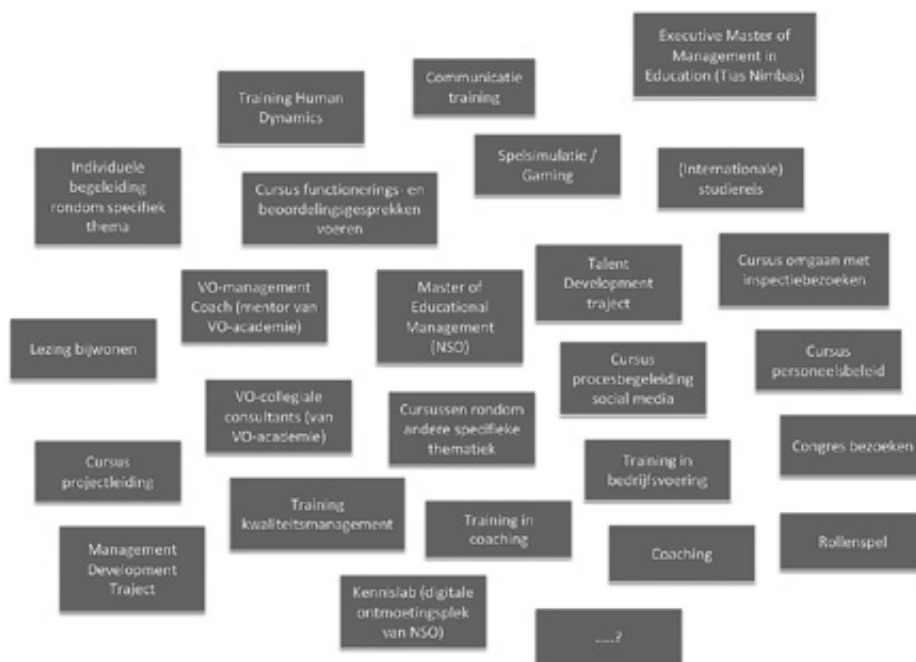 Executive Master of
Management in
Education (Tias Nimbas)
Communicatie
training
Training Human
Dynamics
Spelsimulatie /
Gaming
(Internationale)
studiereis
Individuele
begeleiding
rondom specifiek
thema
Cursus functionerings- en
beoordelingsgesprekken
voeren
Cursus omgaan met
inspectiebezoeken
Talent
Development
traject
VO-management
Coach (mentor van
VO-academie)
Master of
Educational
Management
(NSO)
Lezing bijwonen
Cursus
procesbegeleiding
social media
Cursus
personeelsbeleid
VO-collegiale
consultants (van
VO-academie)
Cursussen rondom
andere specifieke
thematiek
Congres bezoeken
Cursus
projectleiding
Training in
bedrijfsvoering
Training
kwaliteitsmanagement
Training in
coaching
Management
Development
Traject
Coaching
Rollenspel
Kennislab (digitale
ontmoetingsplek
van NSO)
……?